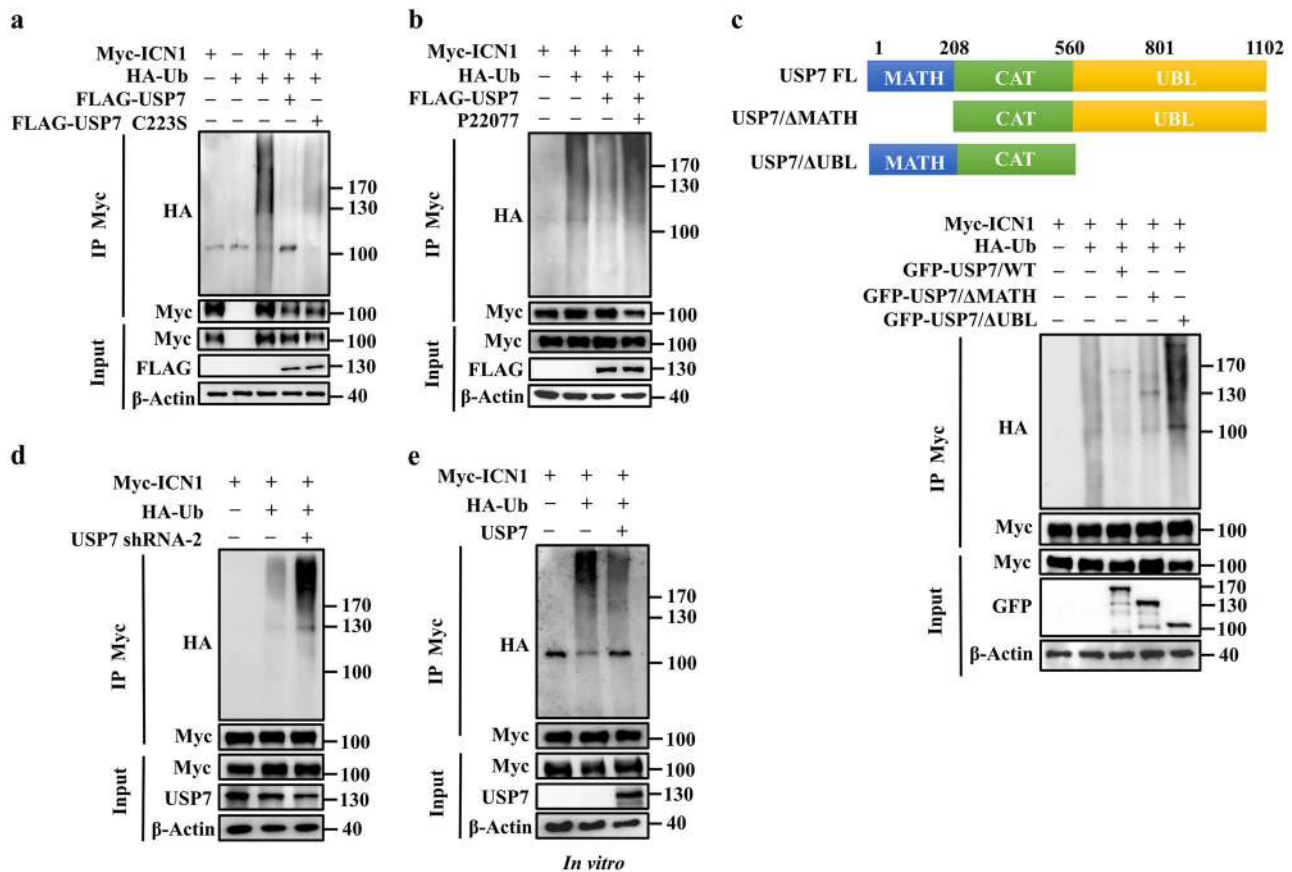 a
Myc-ICN1 + − + + +
HA-Ub − + + + +
FLAG-USP7 − − − + −
FLAG-USP7 C223S − − − − +
IP Myc
HA
170
130
100
Myc
100
Input
Myc
100
FLAG
130
β-Actin
40
b
Myc-ICN1 + + + +
HA-Ub − + + +
FLAG-USP7 − − + +
P22077 − − − +
IP Myc
HA
170
130
100
Myc
100
Input
Myc
100
FLAG
130
β-Actin
40
c
1 208 560 801 1102
USP7 FL MATH CAT UBL
USP7/ΔMATH CAT UBL
USP7/ΔUBL MATH CAT
Myc-ICN1 + + + + +
HA-Ub − + + + +
GFP-USP7/WT − − + − −
GFP-USP7/ΔMATH − − − + −
GFP-USP7/ΔUBL − − − − +
IP Myc
HA
170
130
100
Myc
100
Input
Myc
100
GFP
170
130
100
β-Actin
40
d
Myc-ICN1 + + +
HA-Ub − + +
USP7 shRNA-2 − − +
IP Myc
HA
170
130
100
Myc
100
Input
Myc
100
USP7
130
β-Actin
40
e
Myc-ICN1 + + +
HA-Ub − + +
USP7 − − +
IP Myc
HA
170
130
100
Myc
100
Input
Myc
100
USP7
130
β-Actin
40
In vitro